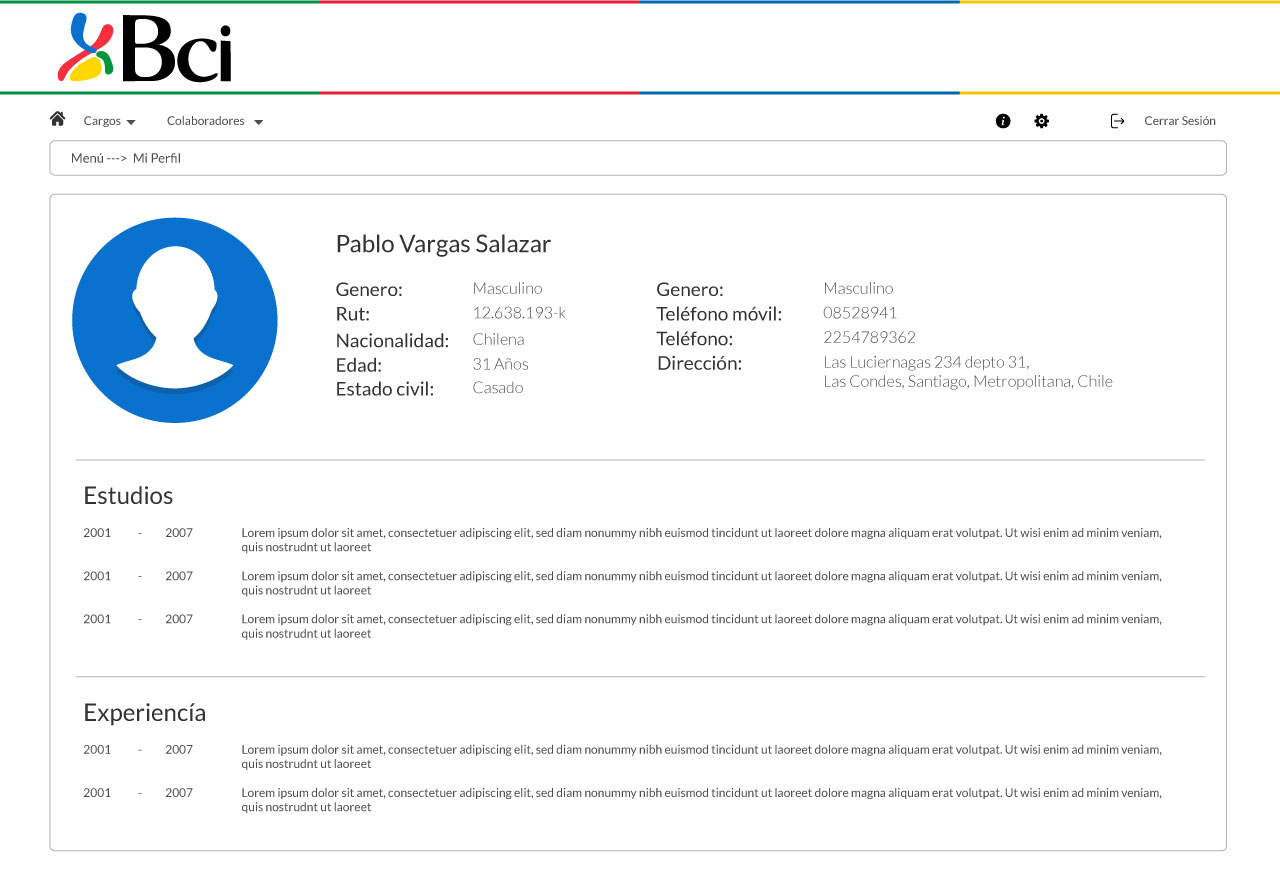 Bci
Cargos Colaboradores i Cerrar Sesión
Menú ---> Mi Perfil
Pablo Vargas Salazar
Genero: Masculino
Rut: 12.638.193-k
Nacionalidad: Chilena
Edad: 31 Años
Estado civil: Casado
Genero: Masculino
Teléfono móvil: 08528941
Teléfono: 2254789362
Dirección: Las Luciernagas 234 depto 31,
Las Condes, Santiago, Metropolitana, Chile
Estudios
2001 - 2007 Lorem ipsum dolor sit amet, consectetuer adipiscing elit, sed diam nonummy nibh euismod tincidunt ut laoreet dolore magna aliquam erat volutpat. Ut wisi enim ad minim veniam,
quis nostrudnt ut laoreet
2001 - 2007 Lorem ipsum dolor sit amet, consectetuer adipiscing elit, sed diam nonummy nibh euismod tincidunt ut laoreet dolore magna aliquam erat volutpat. Ut wisi enim ad minim veniam,
quis nostrudnt ut laoreet
2001 - 2007 Lorem ipsum dolor sit amet, consectetuer adipiscing elit, sed diam nonummy nibh euismod tincidunt ut laoreet dolore magna aliquam erat volutpat. Ut wisi enim ad minim veniam,
quis nostrudnt ut laoreet
Experiencía
2001 - 2007 Lorem ipsum dolor sit amet, consectetuer adipiscing elit, sed diam nonummy nibh euismod tincidunt ut laoreet dolore magna aliquam erat volutpat. Ut wisi enim ad minim veniam,
quis nostrudnt ut laoreet
2001 - 2007 Lorem ipsum dolor sit amet, consectetuer adipiscing elit, sed diam nonummy nibh euismod tincidunt ut laoreet dolore magna aliquam erat volutpat. Ut wisi enim ad minim veniam,
quis nostrudnt ut laoreet